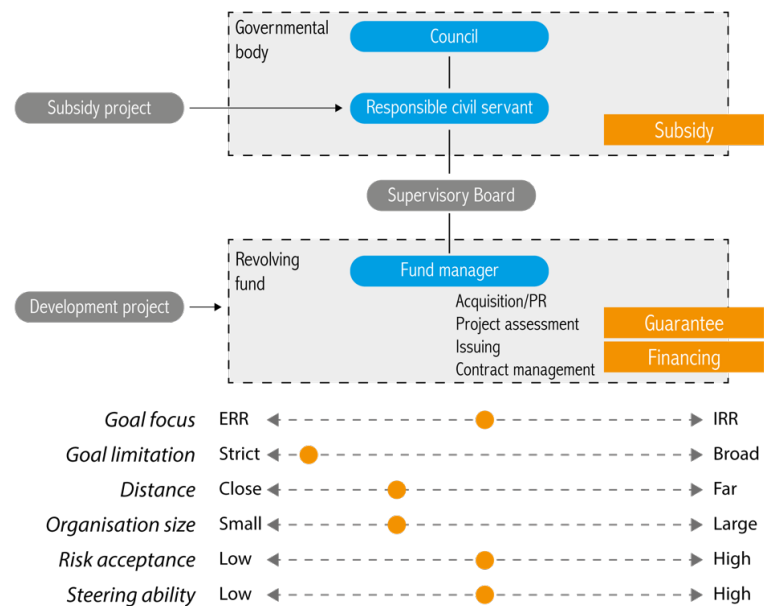 Governmental
body
Council
Subsidy project
Responsible civil servant
Subsidy
Supervisory Board
Revolving
fund
Fund manager
Development project
Acquisition/PR
Project assessment
Issuing
Contract management
Guarantee
Financing
Goal focus ERR IRR
Goal limitation Strict Broad
Distance Close Far
Organisation size Small Large
Risk acceptance Low High
Steering ability Low High